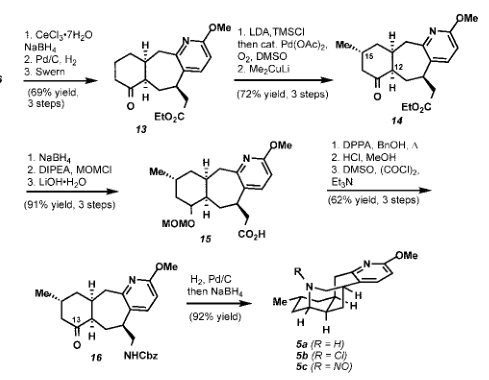 1. CeCl3•7H2O
NaBH4
2. Pd/C, H2
3. Swern
(69% yield,
3 steps)
H
N
OMe
H
O
EtO2C
13
1. LDA,TMSCl
then cat. Pd(OAc)2,
O2, DMSO
2. Me2CuLi
(72% yield, 3 steps)
Me
15
H
N
OMe
12
H
O
EtO2C
14
1. NaBH4
2. DIPEA, MOMCl
3. LiOH•H2O
(91% yield, 3 steps)
Me
H
N
OMe
H
MOMO
CO2H
15
1. DPPA, BnOH, Δ
2. HCl, MeOH
3. DMSO, (COCl)2,
Et3N
(62% yield, 3 steps)
Me
H
N
OMe
13
H
O
NHCbz
16
H2, Pd/C
then NaBH4
(92% yield)
N
OMe
R
N
H
Me
H
H
H
5a (R = H)
5b (R = Cl)
5c (R = NO)